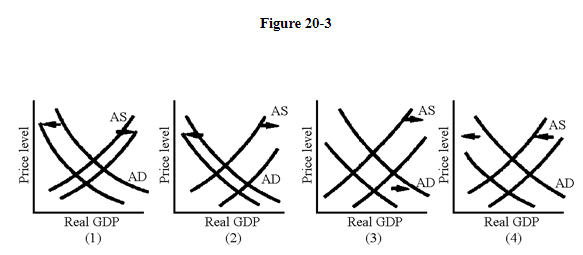 Figure 20-3
Price level
AS
AD
Real GDP
(1)
Price level
AS
AD
Real GDP
(2)
Price level
AS
AD
Real GDP
(3)
Price level
AS
AD
Real GDP
(4)